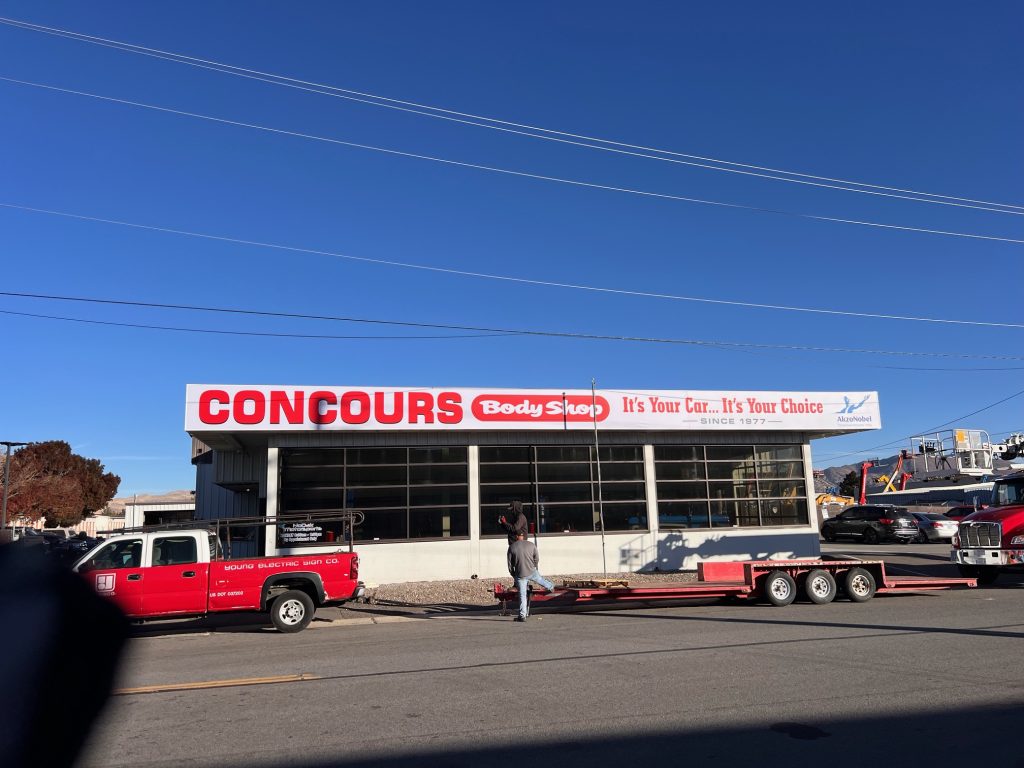 CONCOURS Body Shop It's Your Car... It's Your Choice
SINCE 1977
AkzoNobel
YOUNG ELECTRIC SIGN CO.